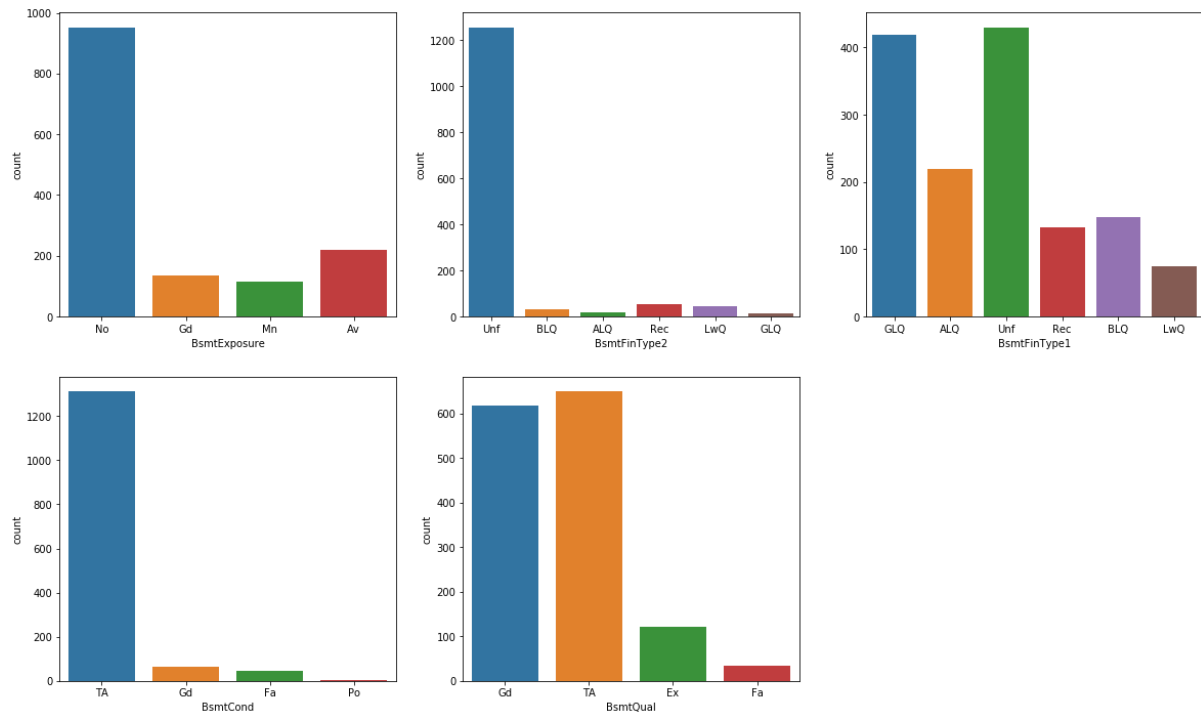 1000
800
600
400
200
0
count
No Gd Mn Av
BsmtExposure
1200
1000
800
600
400
200
0
count
Unf BLQ ALQ Rec LwQ GLQ
BsmtFinType2
400
300
200
100
0
count
GLQ ALQ Unf Rec BLQ LwQ
BsmtFinType1
1200
1000
800
600
400
200
0
count
TA Gd Fa Po
BsmtCond
600
500
400
300
200
100
0
count
Gd TA Ex Fa
BsmtQual